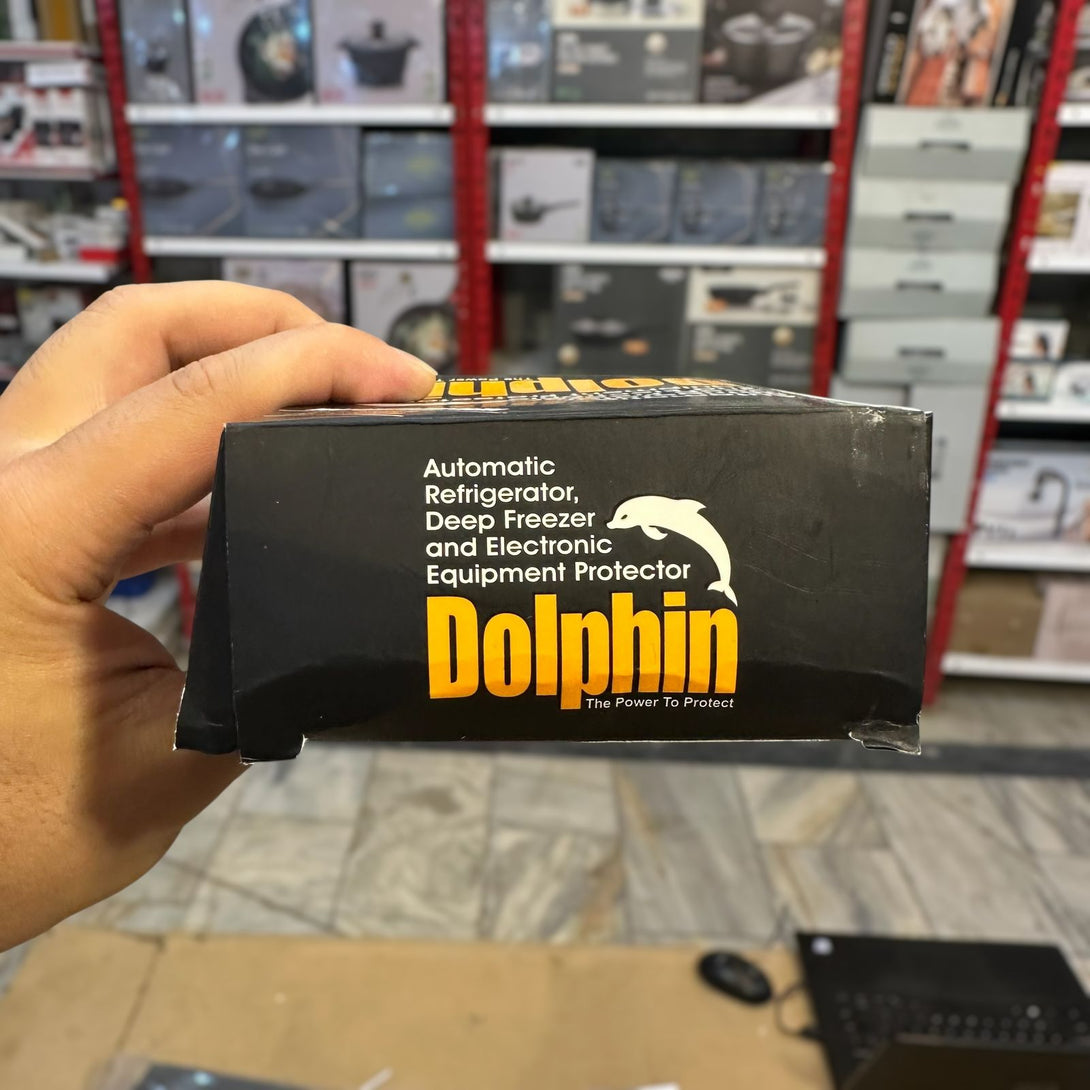 Automatic
Refrigerator,
Deep Freezer
and Electronic
Equipment Protector
Dolphin
The Power To Protect